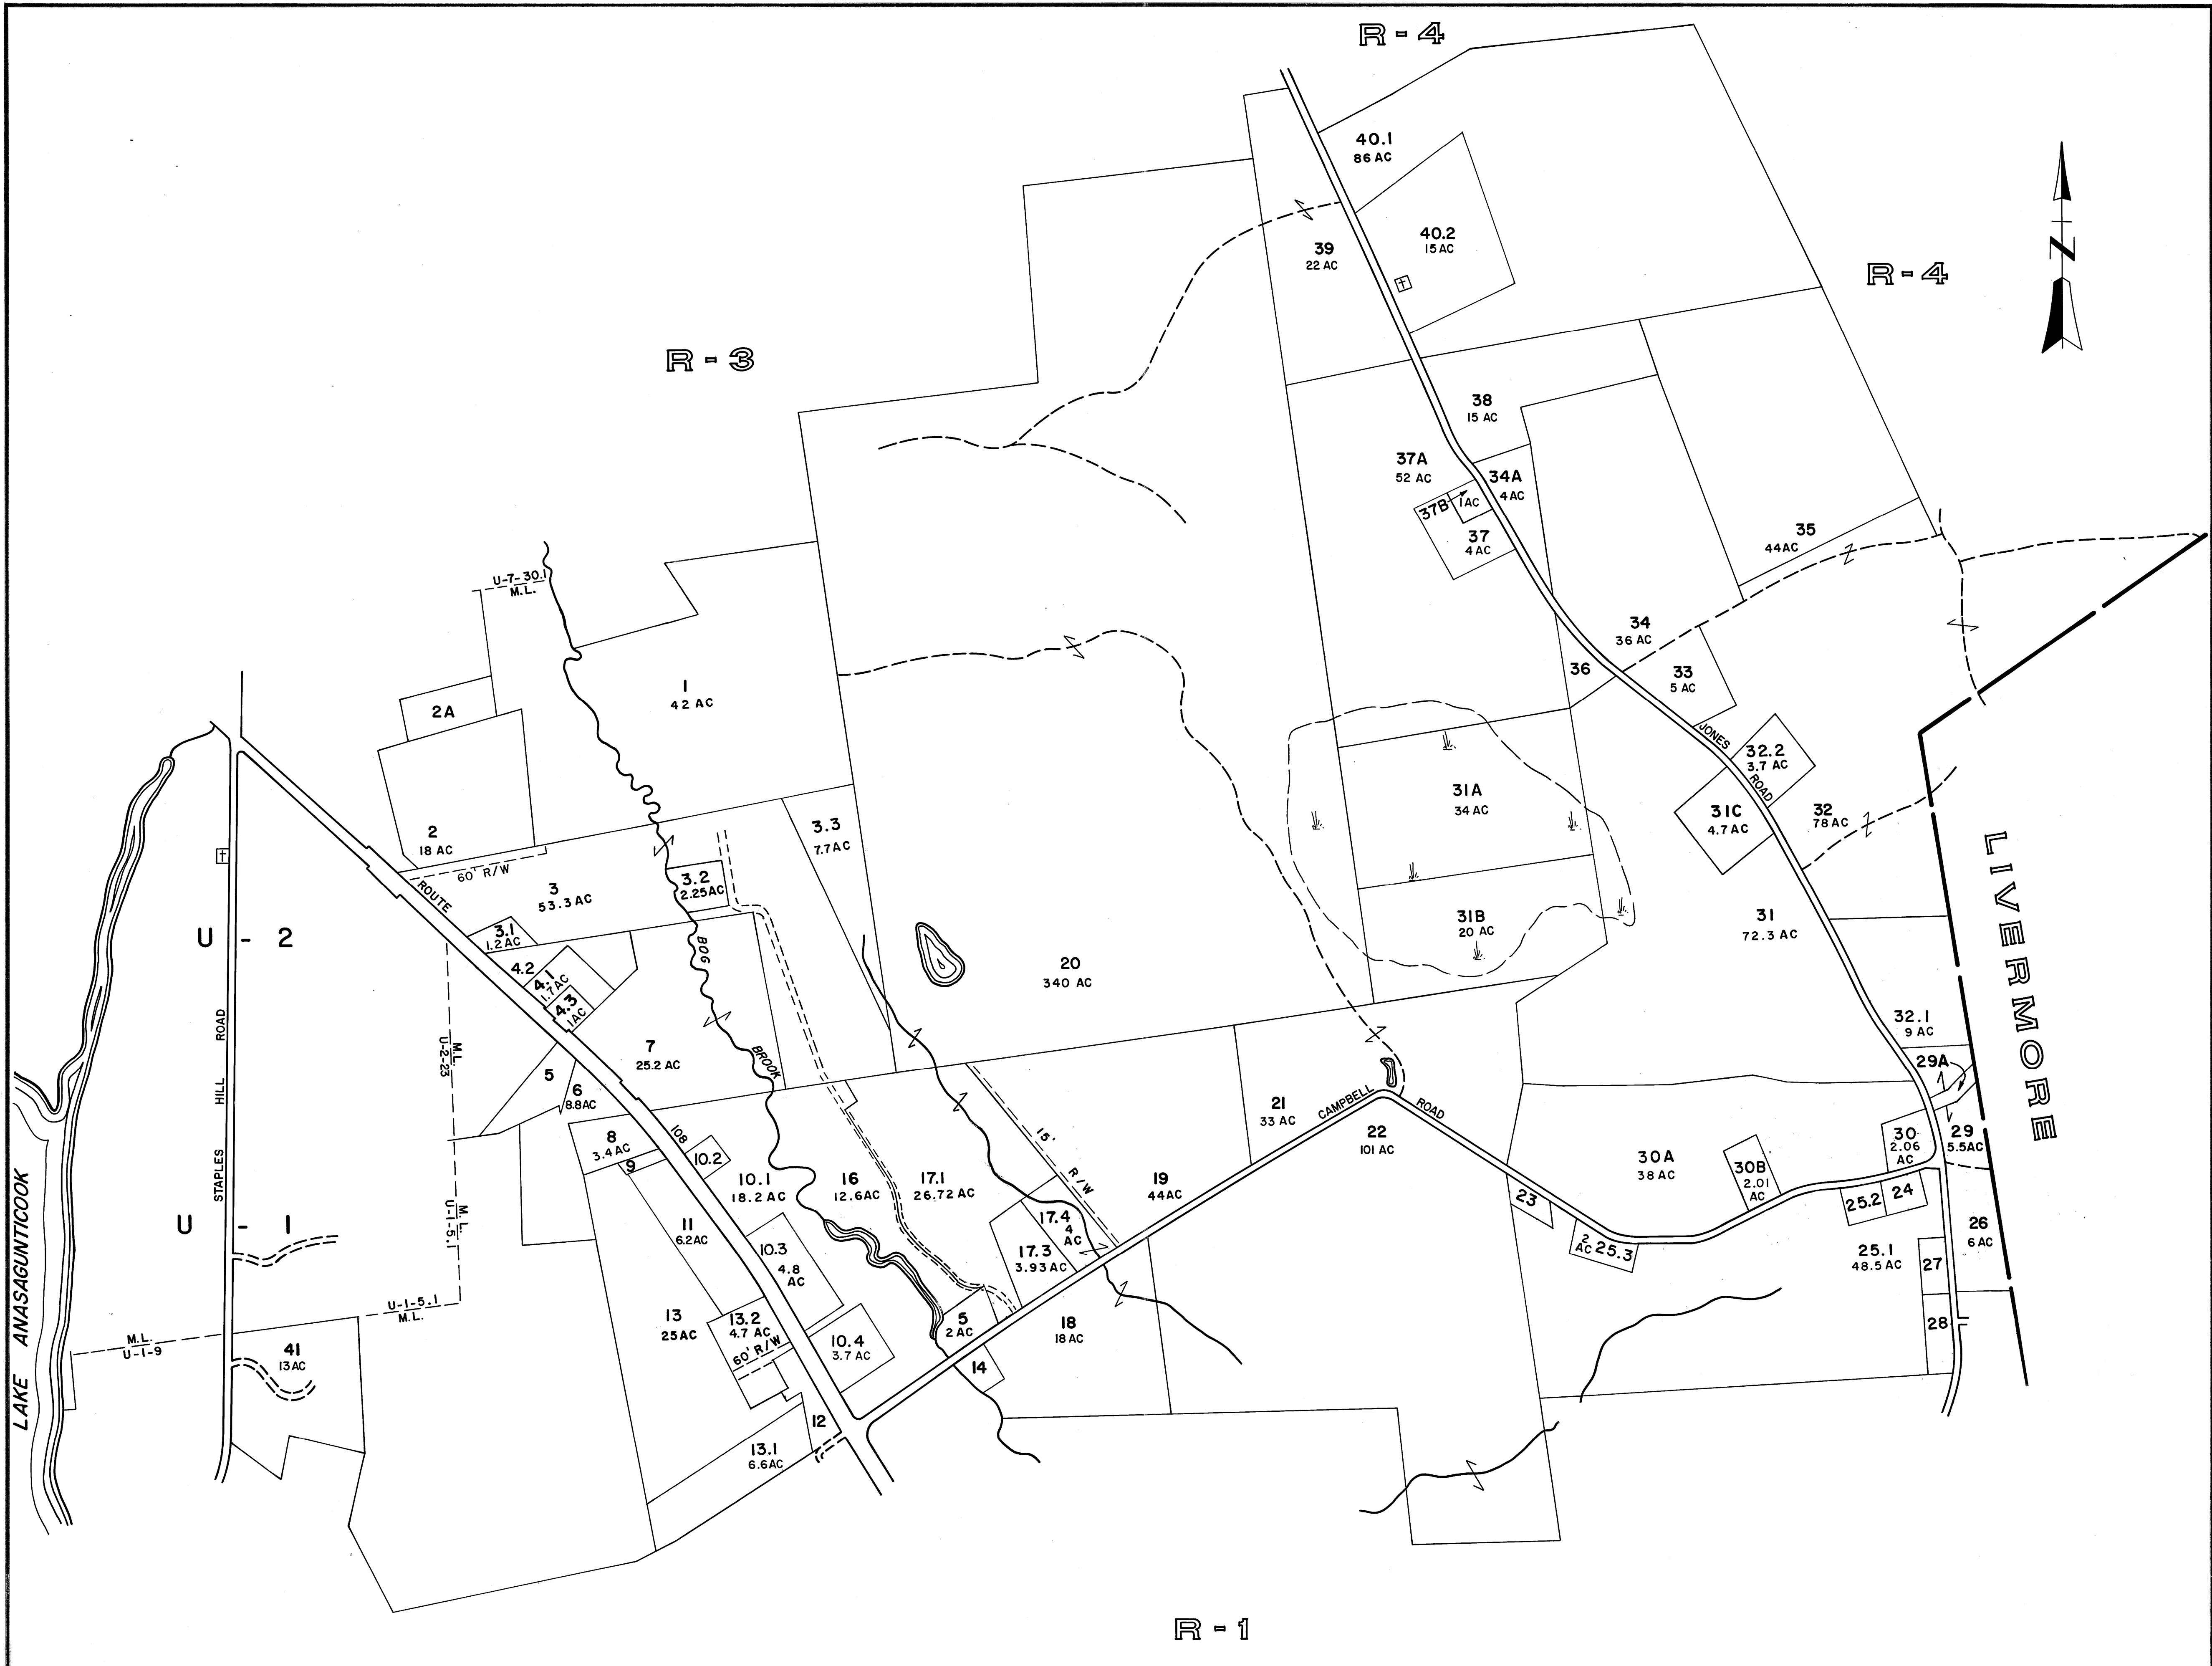 R-4
40.1
86 AC
40.2
15 AC
39
22 AC
N
R-4
R-3
38
15 AC
37A
52 AC
34A
4 AC
37B
1 AC
37
4 AC
35
44 AC
U-7-30.1
M.L.
34
36 AC
36
33
5 AC
1
42 AC
2A
JONES
ROAD
32.2
3.7 AC
31A
34 AC
31C
4.7 AC
32
78 AC
2
18 AC
60' R/W
ROUTE
3.3
7.7 AC
3
53.3 AC
3.2
2.25 AC
3.1
1.2 AC
31B
20 AC
31
72.3 AC
LIVERMORE
U - 2
BOG
4.2
4.1
1.7 AC
4.3
1 AC
20
340 AC
STAPLES HILL ROAD
M.L.
U-2-23
7
25.2 AC
BROOK
32.1
9 AC
29A
5
6
8.8 AC
108
8
3.4 AC
9
10.2
21
33 AC
CAMPBELL ROAD
22
101 AC
15' R/W
30
2.06
AC
29
5.5 AC
30A
38 AC
30B
2.01
AC
10.1
18.2 AC
16
12.6 AC
17.1
26.72 AC
19
44 AC
23
25.2
24
LAKE ANASAGUNTICOOK
U - 1
M.L.
U-1-5.1
11
6.2 AC
10.3
4.8
AC
17.4
4
AC
17.3
3.93 AC
2
AC
25.3
25.1
48.5 AC
26
6 AC
27
28
U-1-5.1
M.L.
M.L.
U-1-9
41
13 AC
13
25 AC
13.2
4.7 AC
60' R/W
10.4
3.7 AC
5
2 AC
14
18
18 AC
12
13.1
6.6 AC
R-1